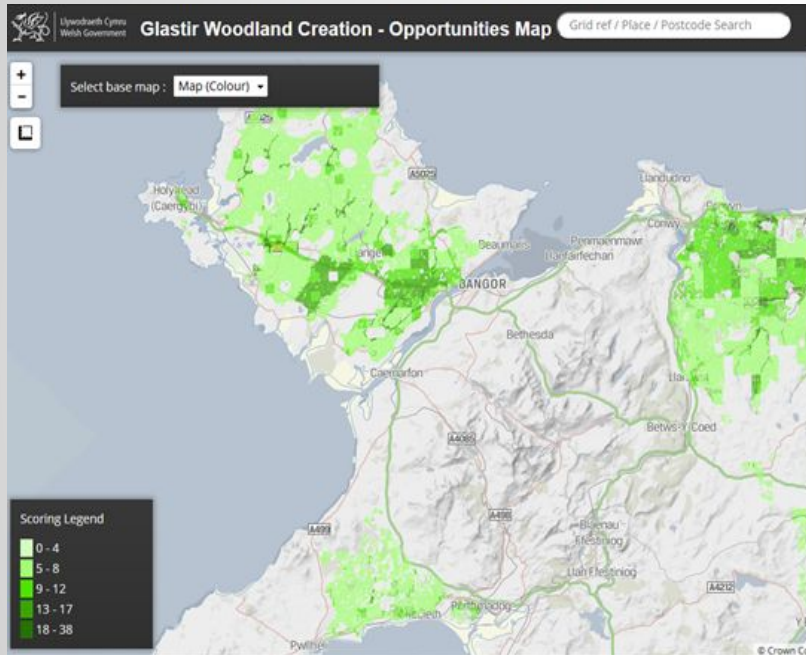 Llywodraeth Cymru
Welsh Government
Glastir Woodland Creation - Opportunities Map
Grid ref / Place / Postcode Search
+
−
Select base map :
Map (Colour)
Holyhead
(Caergybi)
A5025
Beaumaris
BANGOR
Llandudno
Conwy
Penmaenmawr
Llanfairfechan
Bethesda
Caernarfon
Betws-Y-Coed
A4085
A499
A498
Blaenau
Ffestiniog
Llan Ffestiniog
A4212
Porthmadog
Pwllheli
Scoring Legend
0 - 4
5 - 8
9 - 12
13 - 17
18 - 38
© Crown